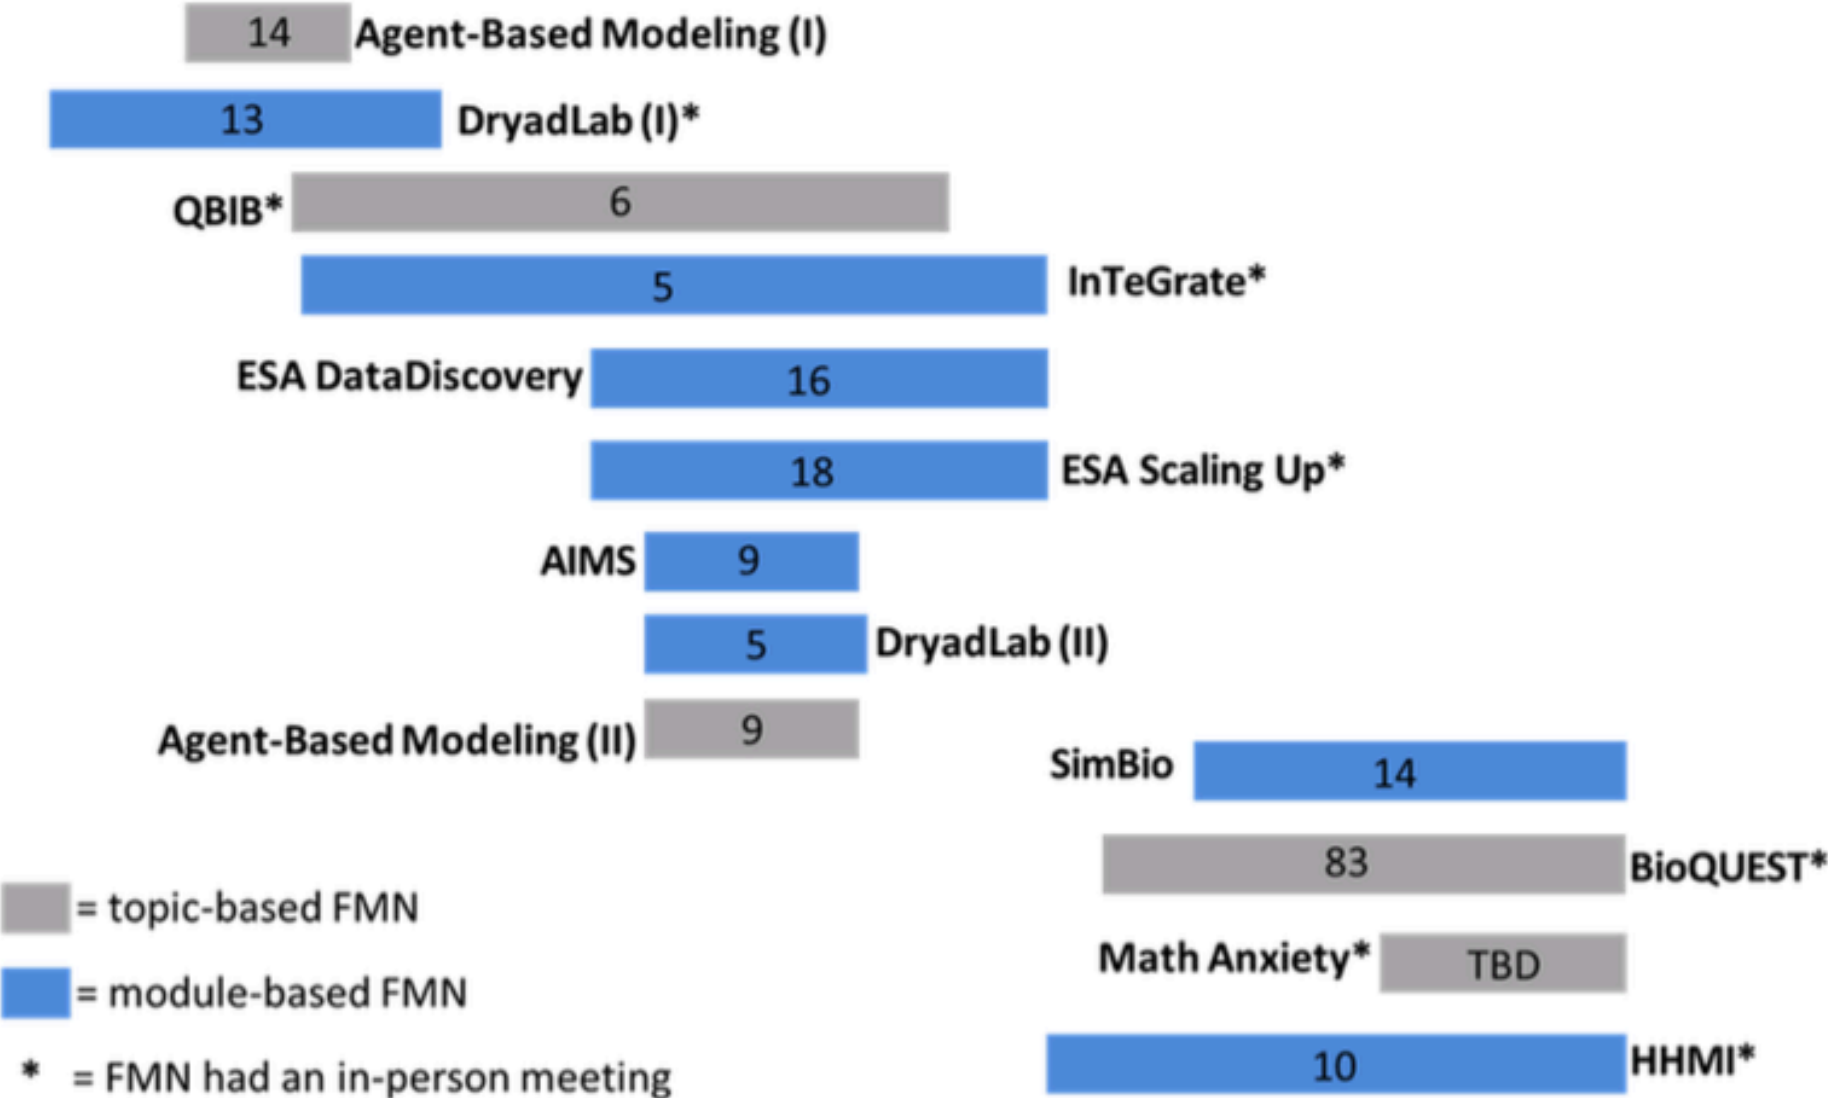 14 Agent-Based Modeling (I)
13 DryadLab (I)*
QBIB* 6
5 InTeGrate*
ESA DataDiscovery 16
18 ESA Scaling Up*
AIMS 9
5 DryadLab (II)
Agent-Based Modeling (II) 9
SimBio 14
83 BioQUEST*
= topic-based FMN
Math Anxiety* TBD
= module-based FMN
10 HHMI*
* = FMN had an in-person meeting